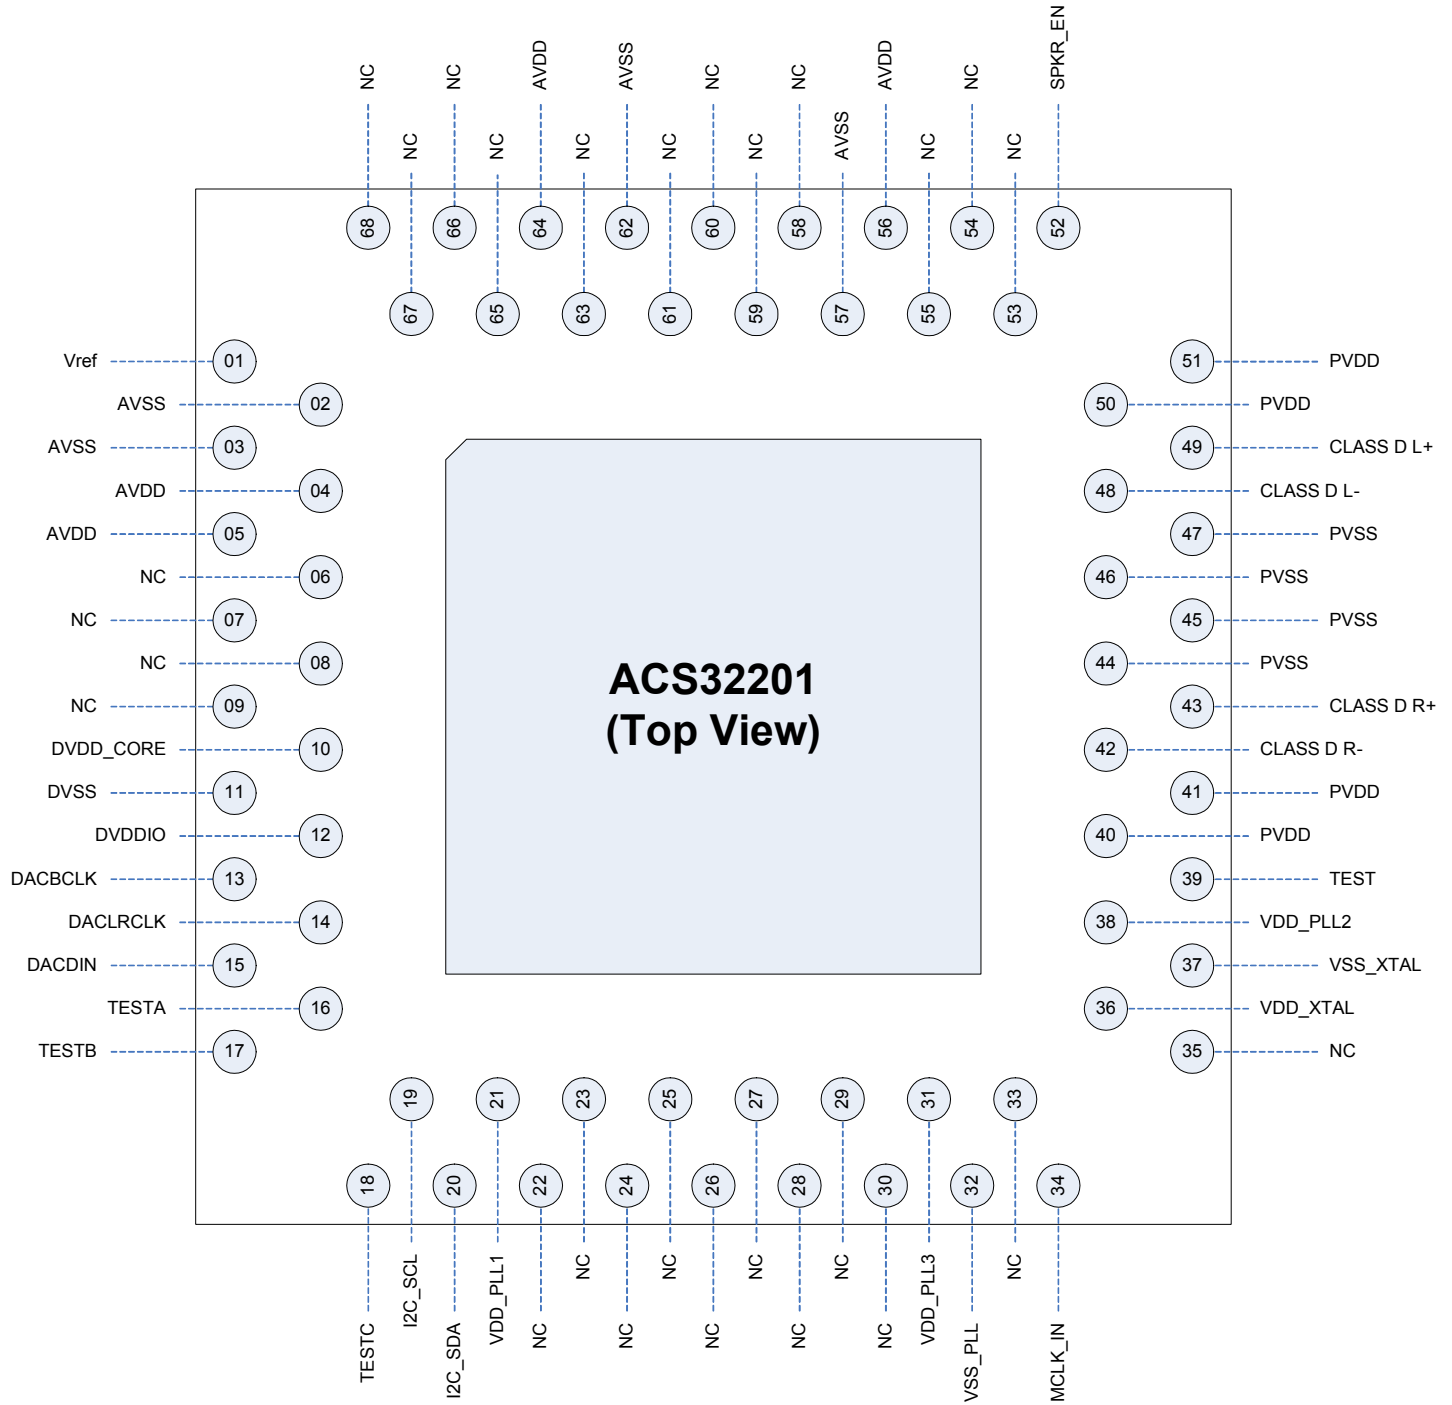 NC NC AVDD AVSS NC NC AVDD NC SPKR_EN
NC NC NC NC NC AVSS NC NC
68 66 64 62 60 58 56 54 52
67 65 63 61 59 57 55 53
Vref 01 51 PVDD
AVSS 02 50 PVDD
AVSS 03 49 CLASS D L+
AVDD 04 48 CLASS D L-
AVDD 05 47 PVSS
NC 06 46 PVSS
NC 07 45 PVSS
NC 08 44 PVSS
ACS32201
NC 09 43 CLASS D R+
(Top View)
DVDD_CORE 10 42 CLASS D R-
DVSS 11 41 PVDD
DVDDIO 12 40 PVDD
DACBCLK 13 39 TEST
DACLRCLK 14 38 VDD_PLL2
DACDIN 15 37 VSS_XTAL
TESTA 16 36 VDD_XTAL
TESTB 17 35 NC
19 21 23 25 27 29 31 33
18 20 22 24 26 28 30 32 34
I2C_SCL VDD_PLL1 NC NC NC NC VDD_PLL3 NC
TESTC I2C_SDA NC NC NC NC NC VSS_PLL MCLK_IN